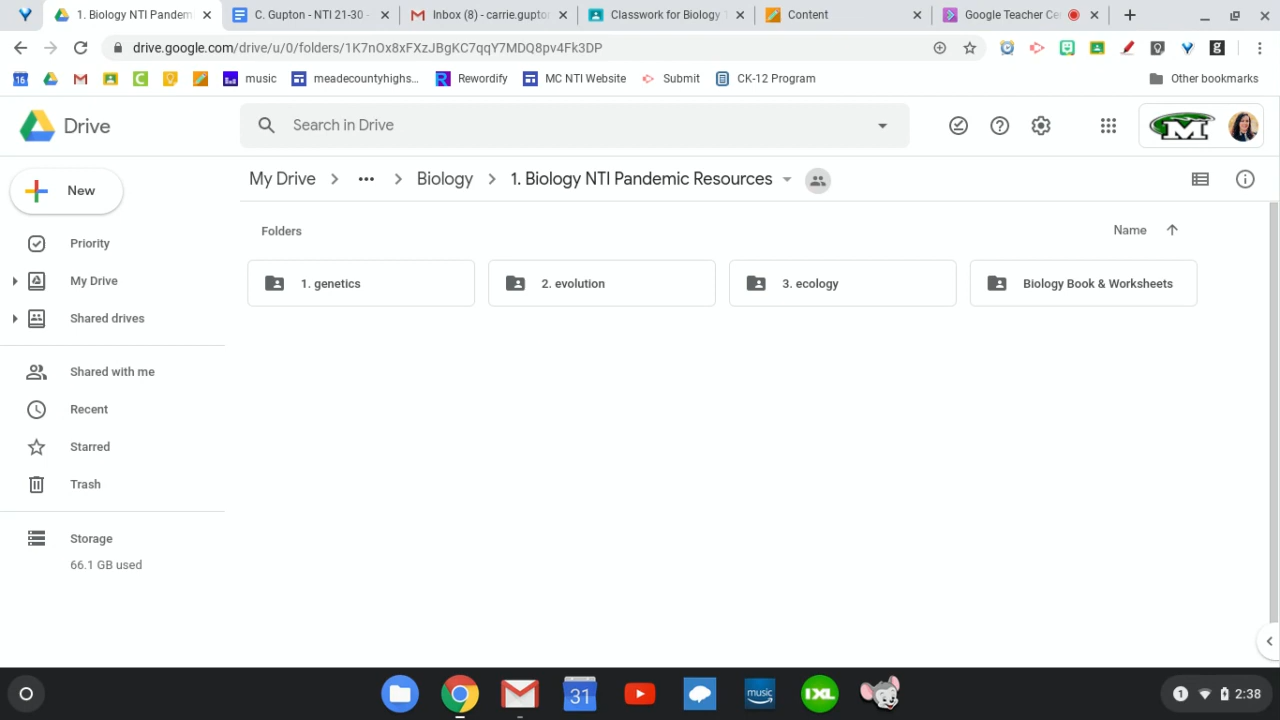 1. Biology NTI Pandem
C. Gupton - NTI 21-30 -
Inbox (8) - carrie.gupton
Classwork for Biology
Content
Google Teacher Ce
drive.google.com/drive/u/0/folders/1K7nOx8xFXzJBgKC7qqY7MDQ8pv4Fk3DP
16
music
meadecountyhighs...
Rewordify
MC NTI Website
Submit
CK-12 Program
Other bookmarks
Drive
Search in Drive
M
New
My Drive
Biology
1. Biology NTI Pandemic Resources
Folders
Name
Priority
My Drive
Shared drives
1. genetics
2. evolution
3. ecology
Biology Book & Worksheets
Shared with me
Recent
Starred
Trash
Storage
66.1 GB used
31
music
IXL
1
2:38